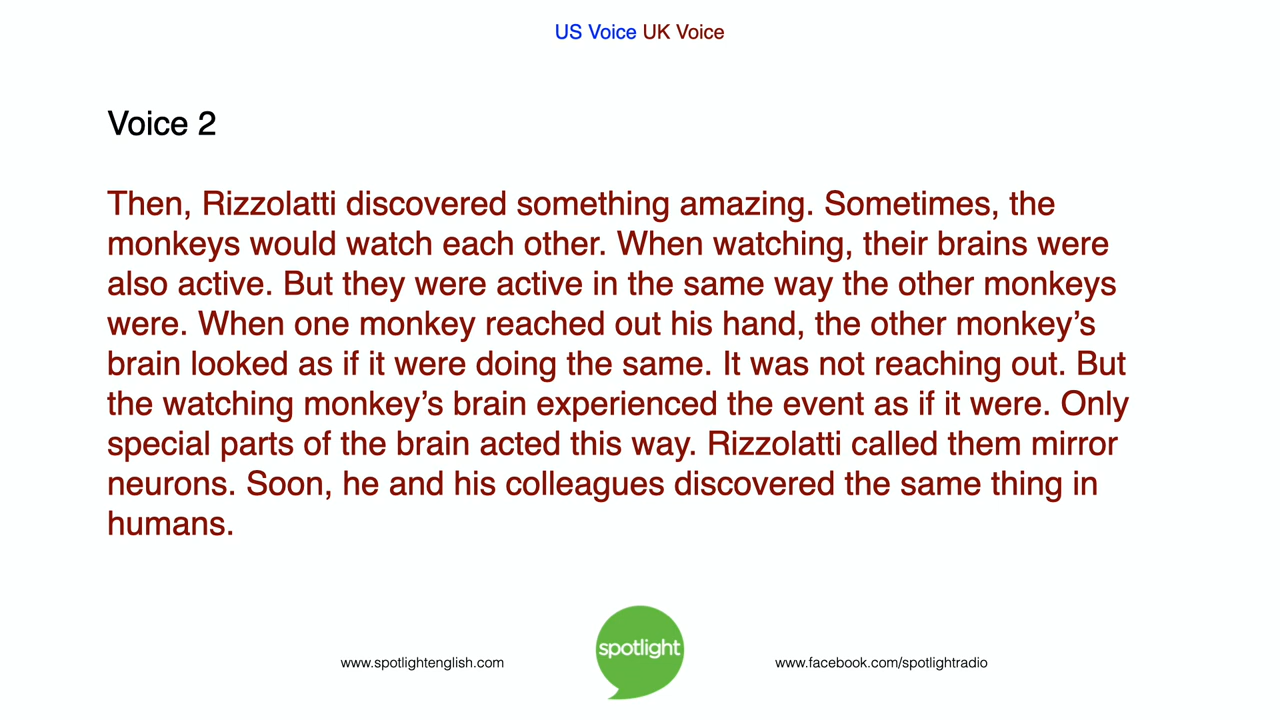 US Voice UK Voice
Voice 2
Then, Rizzolatti discovered something amazing. Sometimes, the
monkeys would watch each other. When watching, their brains were
also active. But they were active in the same way the other monkeys
were. When one monkey reached out his hand, the other monkey’s
brain looked as if it were doing the same. It was not reaching out. But
the watching monkey’s brain experienced the event as if it were. Only
special parts of the brain acted this way. Rizzolatti called them mirror
neurons. Soon, he and his colleagues discovered the same thing in
humans.
www.spotlightenglish.com
spotlight
www.facebook.com/spotlightradio